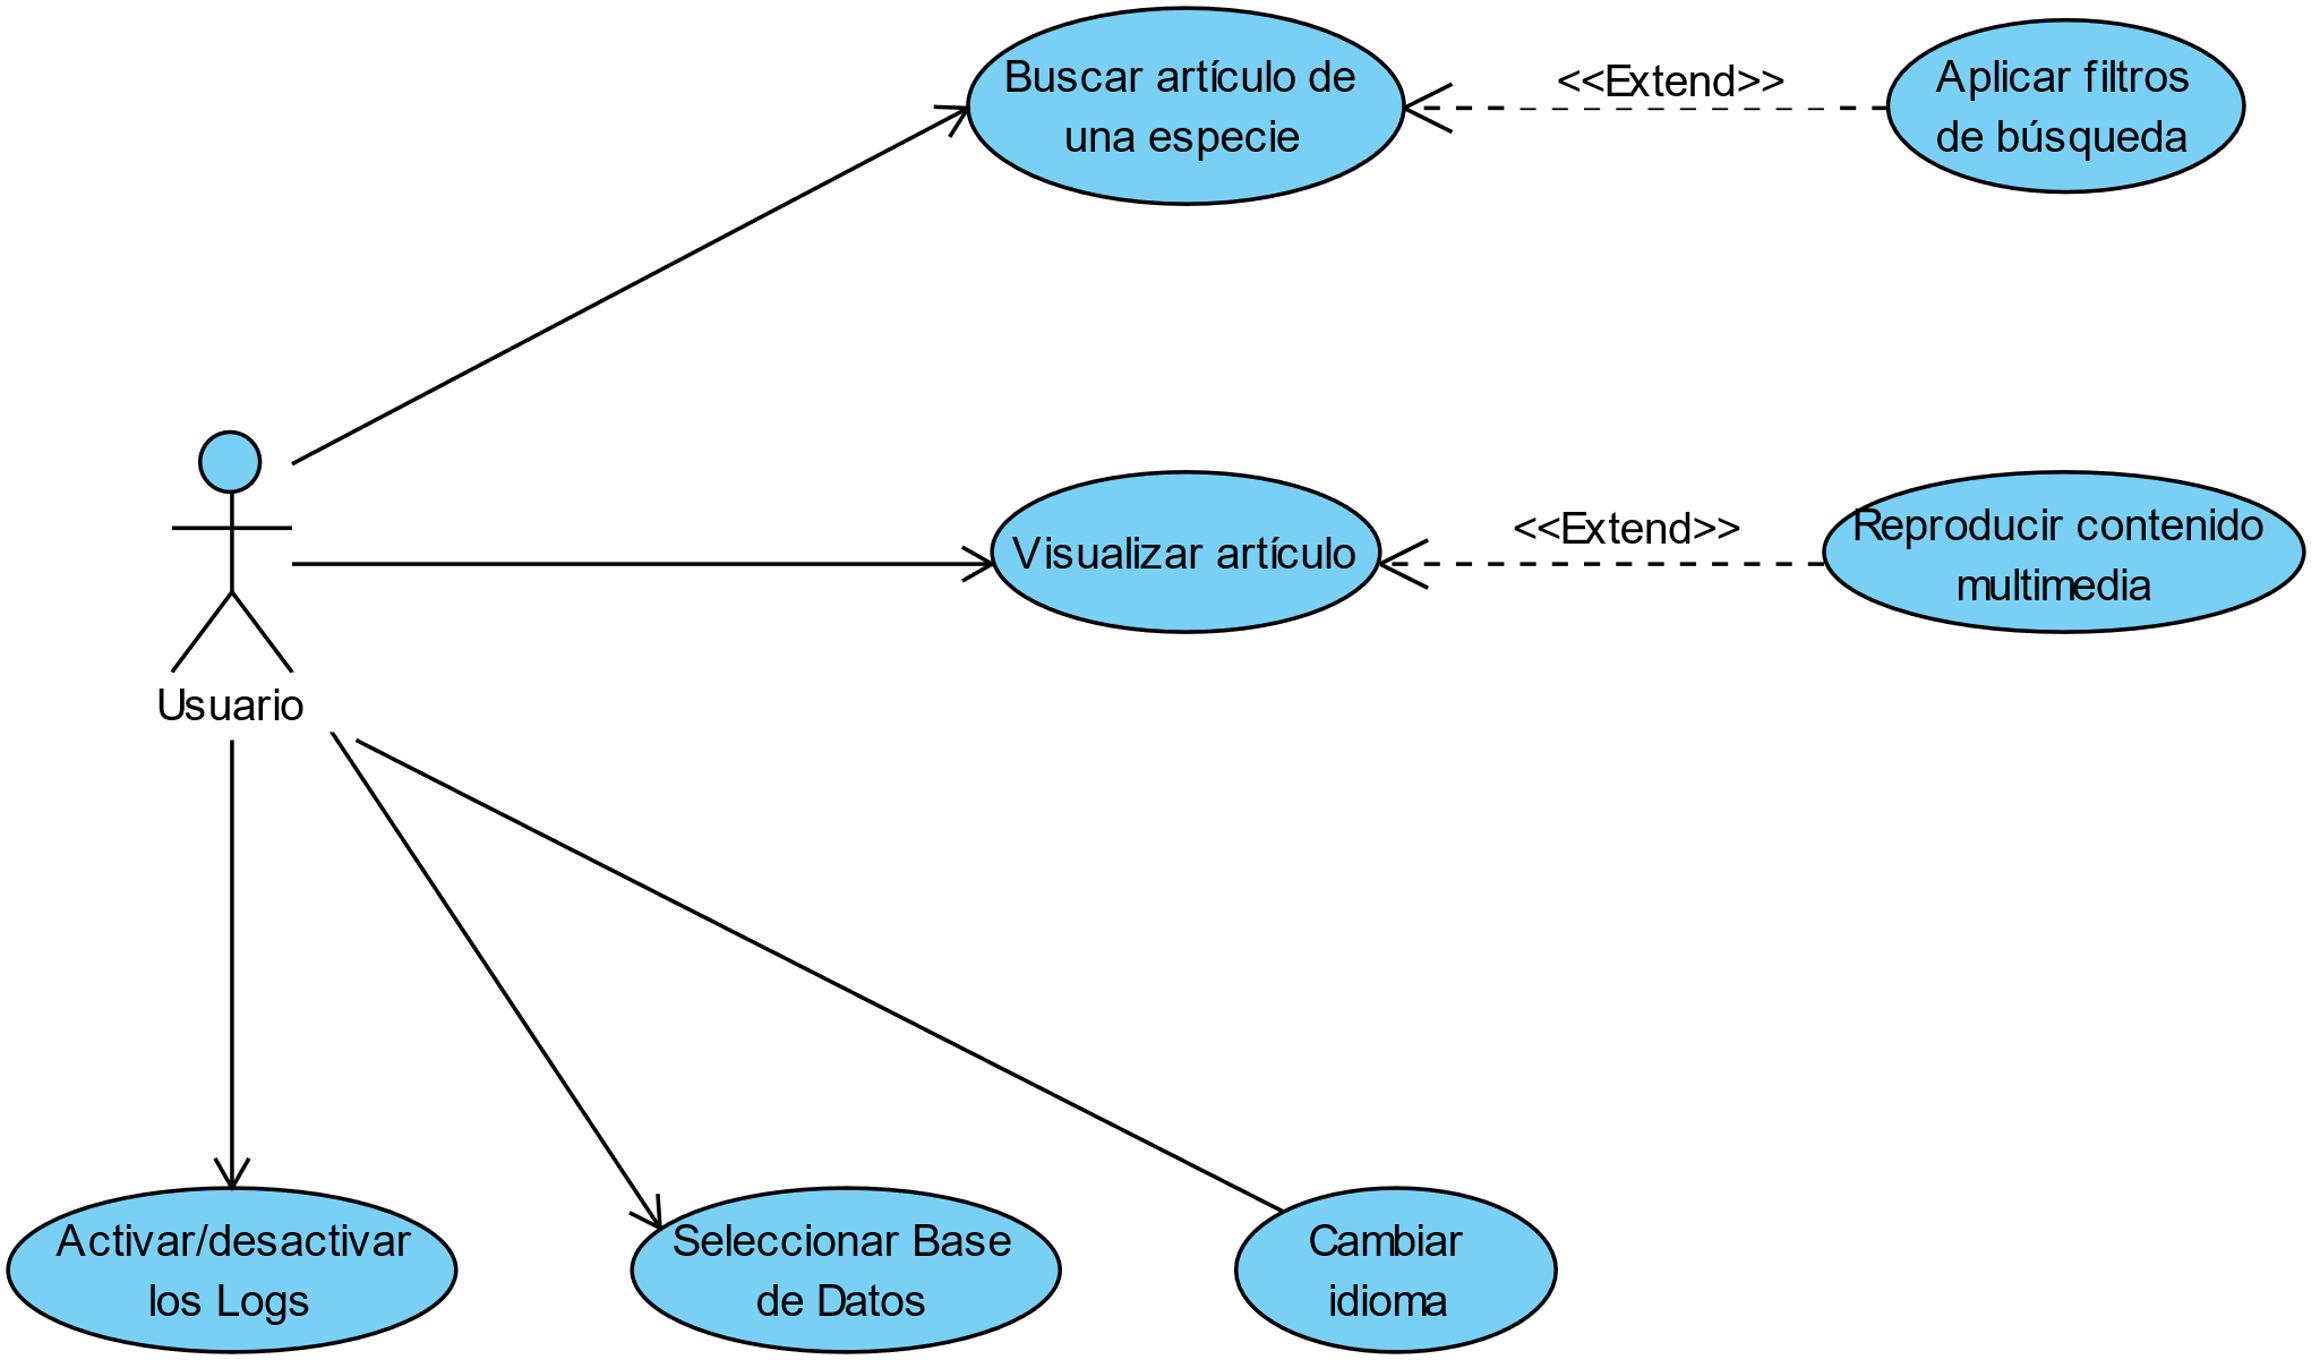 Buscar artículo de
una especie
<<Extend>>
Aplicar filtros
de búsqueda
Visualizar artículo
<<Extend>>
Reproducir contenido
multimedia
Usuario
Activar/desactivar
los Logs
Seleccionar Base
de Datos
Cambiar
idioma